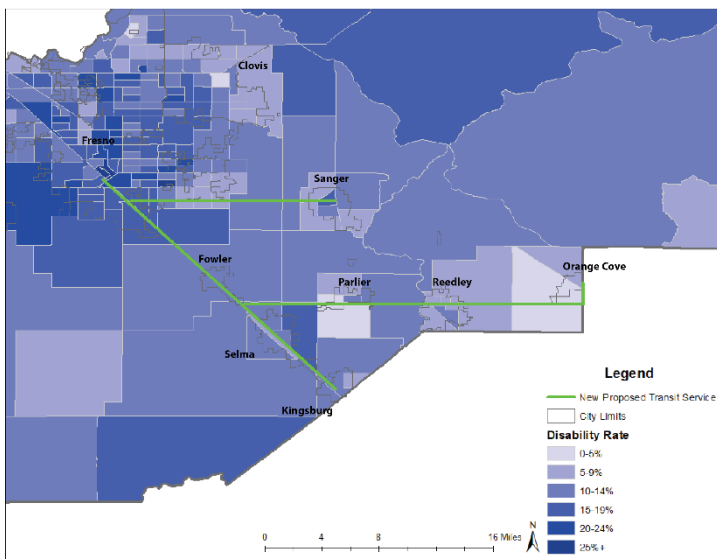 Clovis
Fresno
Sanger
Fowler
Orange Cove
Parlier
Reedley
Selma
Kingsburg
Legend
New Proposed Transit Service
City Limits
Disability Rate
0-5%
5-9%
10-14%
15-19%
20-24%
25%+
0 4 8 16 Miles
N